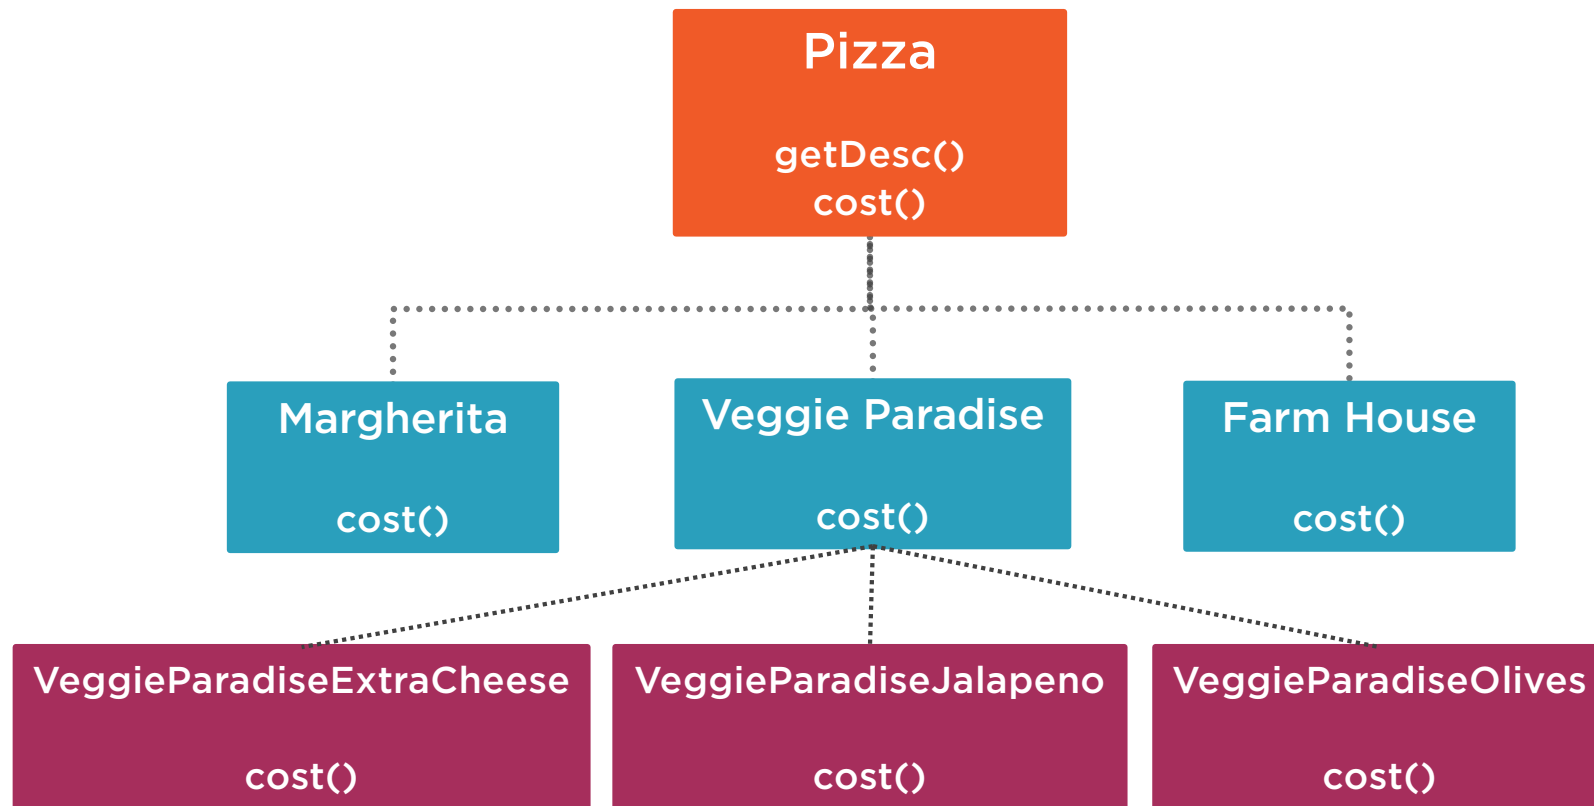 Pizza
getDesc()
cost()
Margherita
cost()
Veggie Paradise
cost()
Farm House
cost()
VeggieParadiseExtraCheese
cost()
VeggieParadiseJalapeno
cost()
VeggieParadiseOlives
cost()